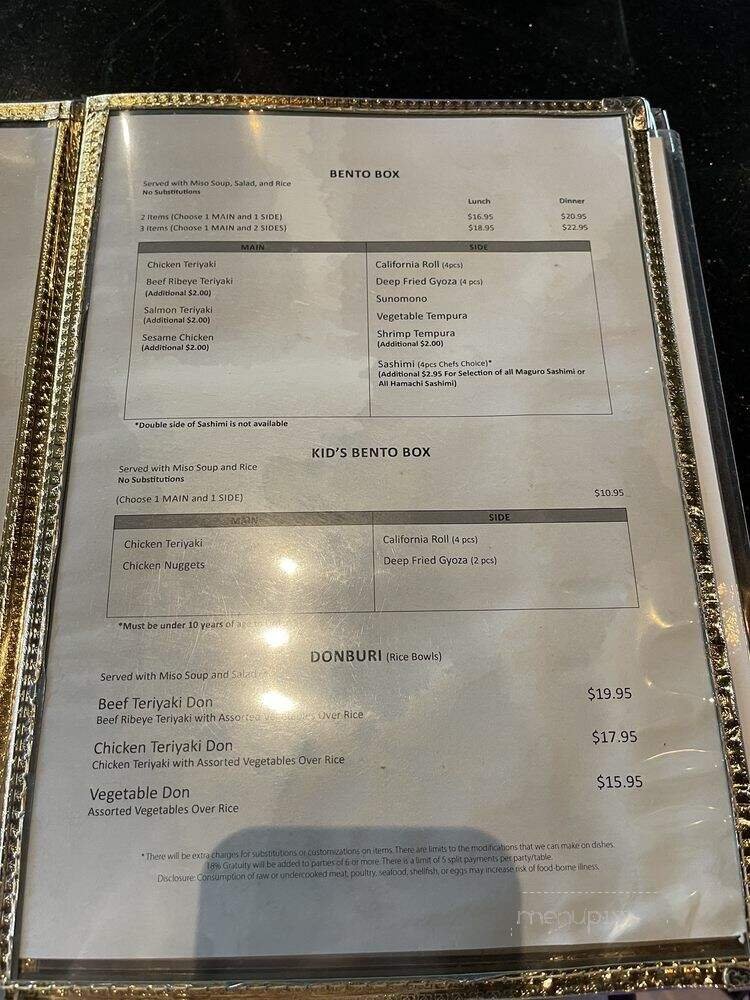 BENTO BOX
Served with Miso Soup, Salad, and Rice
No Substitutions
Lunch Dinner
2 Items (Choose 1 MAIN and 1 SIDE) $16.95 $20.95
3 Items (Choose 1 MAIN and 2 SIDES) $18.95 $22.95
MAIN SIDE
Chicken Teriyaki
Beef Ribeye Teriyaki
(Additional $2.00)
Salmon Teriyaki
(Additional $2.00)
Sesame Chicken
(Additional $2.00)
California Roll (4pcs)
Deep Fried Gyoza (4 pcs)
Sunomono
Vegetable Tempura
Shrimp Tempura
(Additional $2.00)
Sashimi (4pcs Chefs Choice)*
(Additional $2.95 For Selection of all Maguro Sashimi or
All Hamachi Sashimi)
*Double side of Sashimi is not available
KID'S BENTO BOX
Served with Miso Soup and Rice
No Substitutions
(Choose 1 MAIN and 1 SIDE) $10.95
MAIN SIDE
Chicken Teriyaki
Chicken Nuggets
California Roll (4 pcs)
Deep Fried Gyoza (2 pcs)
*Must be under 10 years of age to
DONBURI (Rice Bowls)
Served with Miso Soup and Salad
Beef Teriyaki Don $19.95
Beef Ribeye Teriyaki with Assorted Vegetables Over Rice
Chicken Teriyaki Don $17.95
Chicken Teriyaki with Assorted Vegetables Over Rice
Vegetable Don $15.95
Assorted Vegetables Over Rice
* There will be extra charges for substitutions or customizations on items. There are limits to the modifications that we can make on dishes.
18% Gratuity will be added to parties of 6 or more. There is a limit of 5 split payments per party/table.
Disclosure: Consumption of raw or undercooked meat, poultry, seafood, shellfish, or eggs may increase risk of food-borne illness.